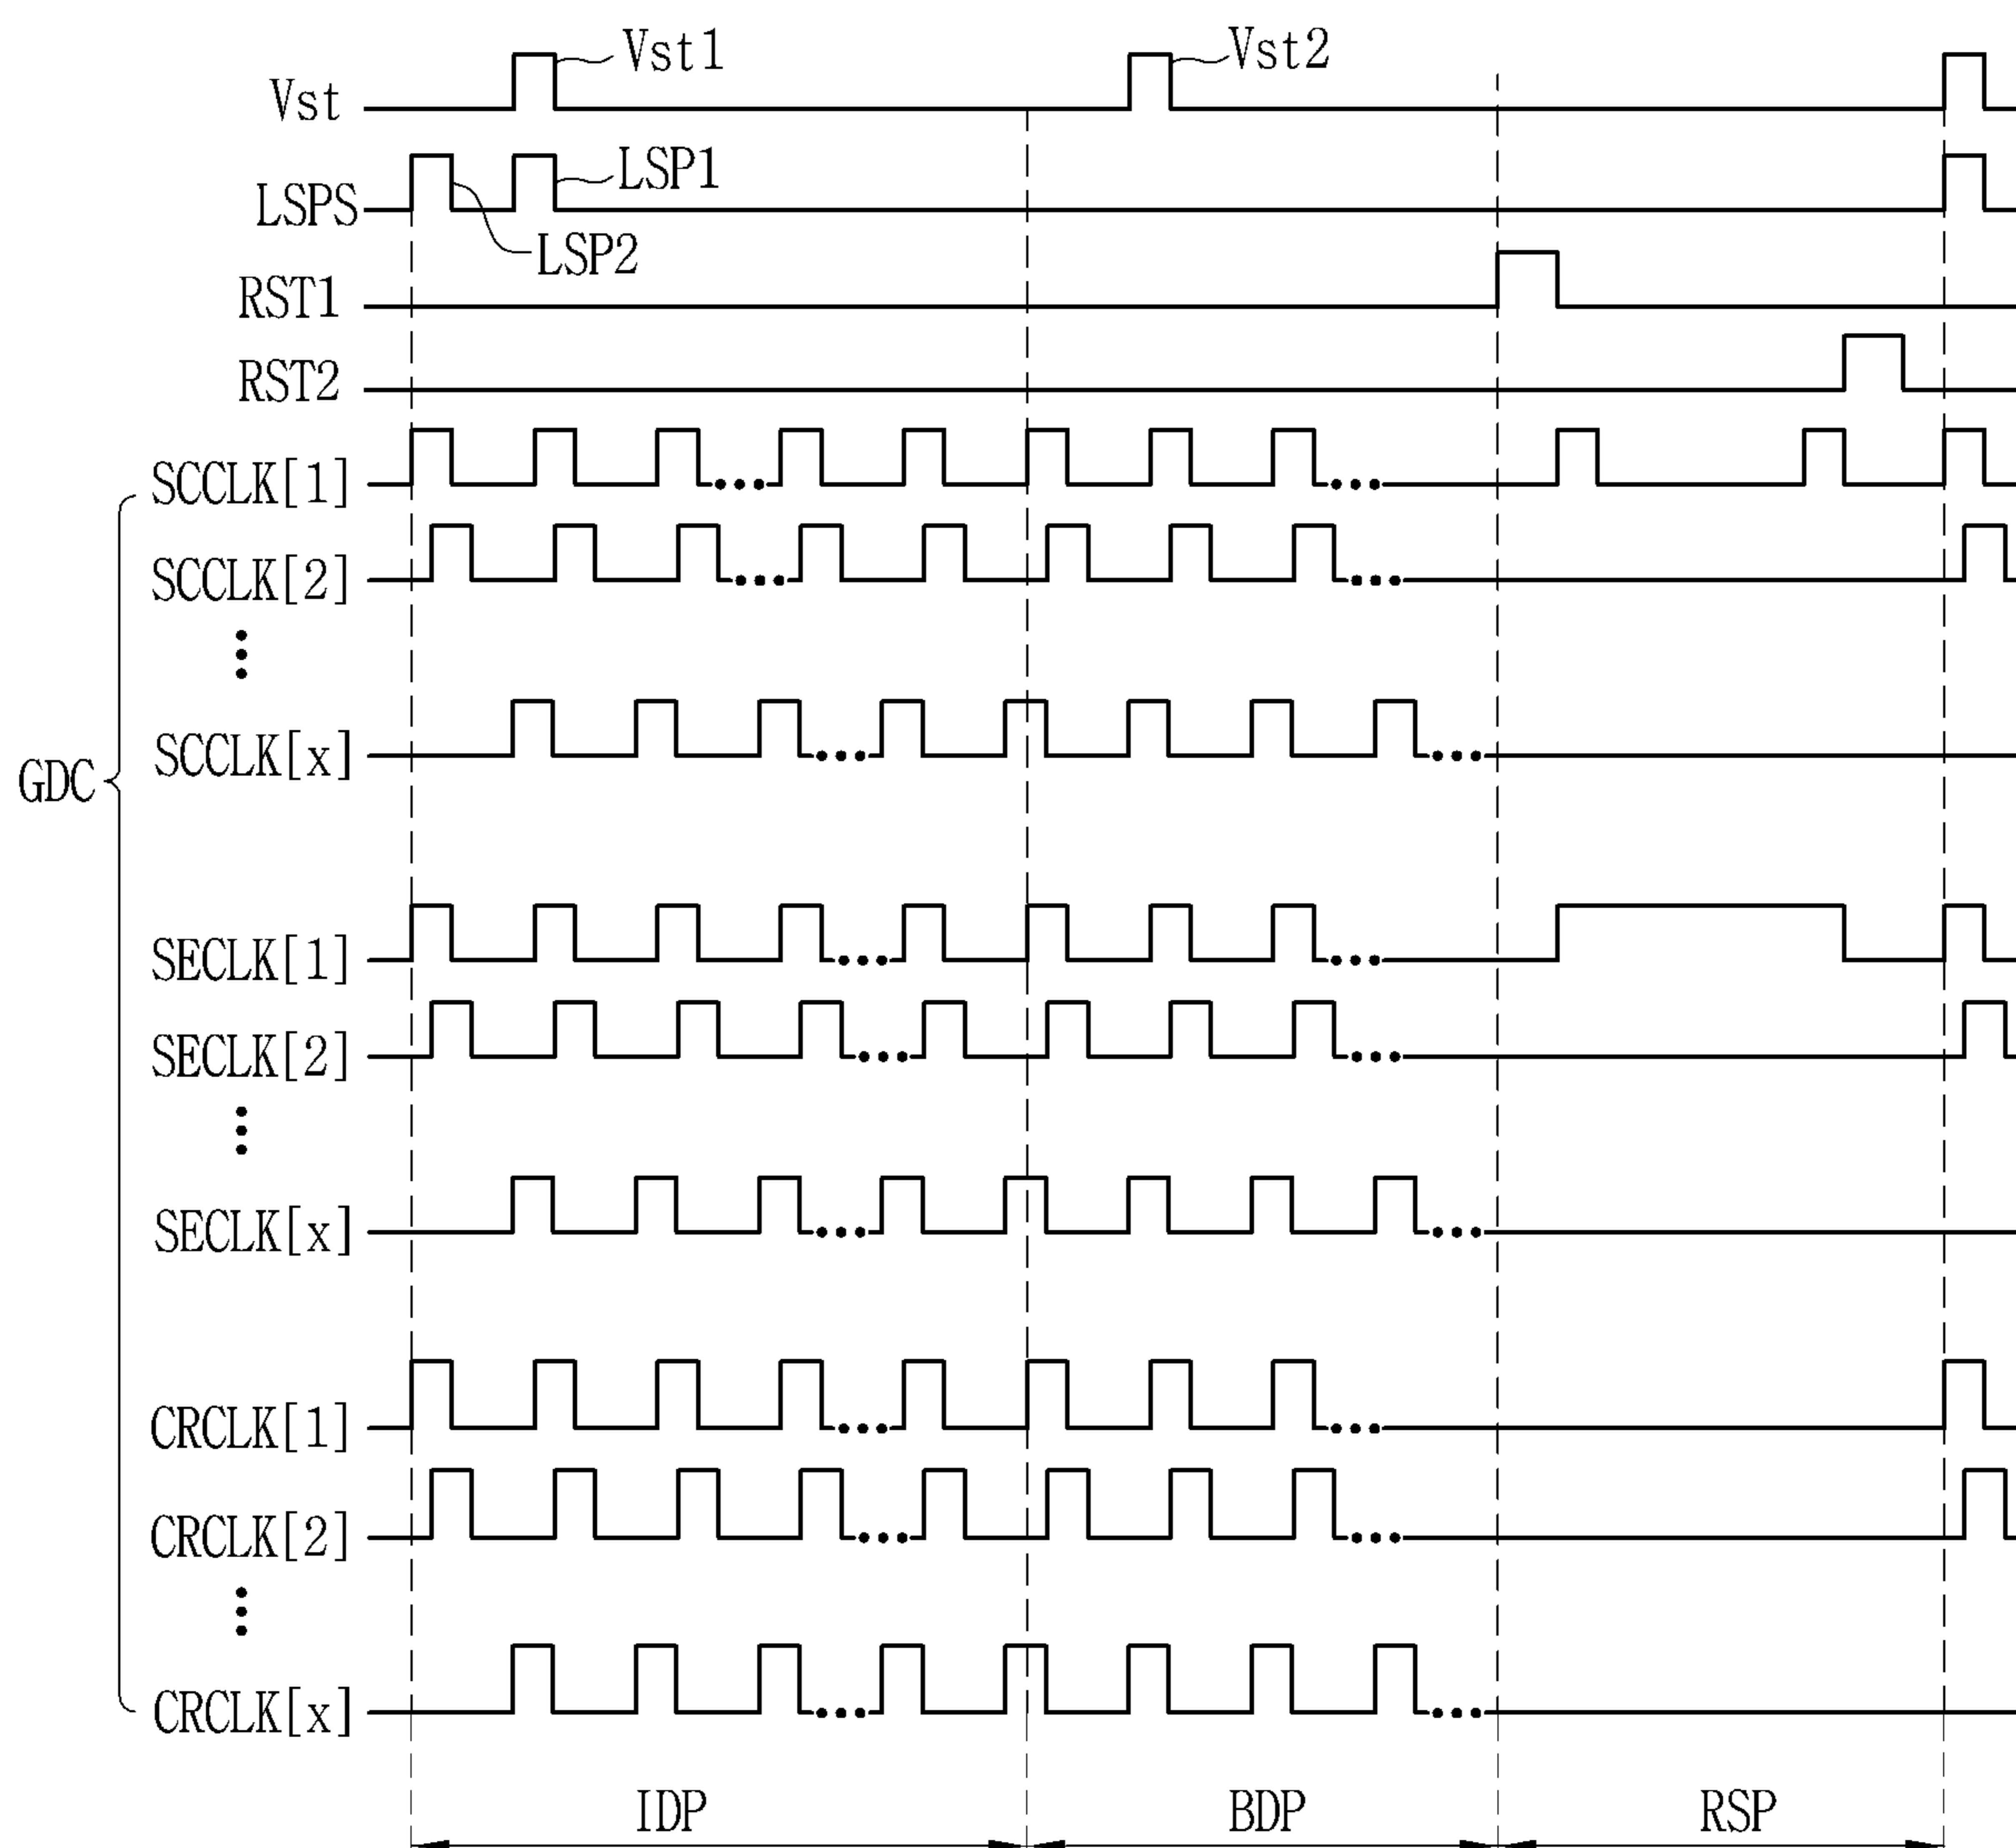 Vst1
Vst2
Vst
LSP1
LSPS
LSP2
RST1
RST2
SCCLK[1]
SCCLK[2]
SCCLK[x]
GDC
SECLK[1]
SECLK[2]
SECLK[x]
CRCLK[1]
CRCLK[2]
CRCLK[x]
IDP
BDP
RSP